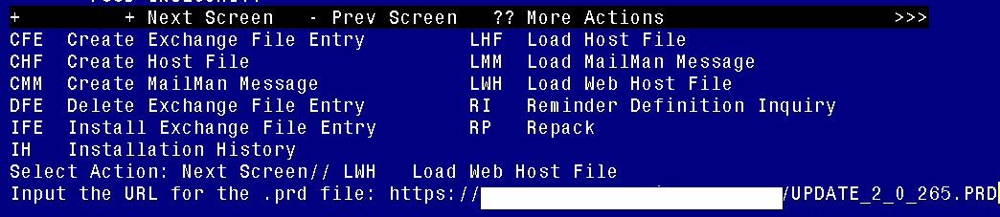 + + Next Screen - Prev Screen ?? More Actions >>>
CFE Create Exchange File Entry LHF Load Host File
CHF Create Host File LMM Load MailMan Message
CMM Create MailMan Message LWH Load Web Host File
DFE Delete Exchange File Entry RI Reminder Definition Inquiry
IFE Install Exchange File Entry RP Repack
IH Installation History
Select Action: Next Screen// LWH Load Web Host File
Input the URL for the .prd file: https:// /UPDATE_2_0_265.PRD